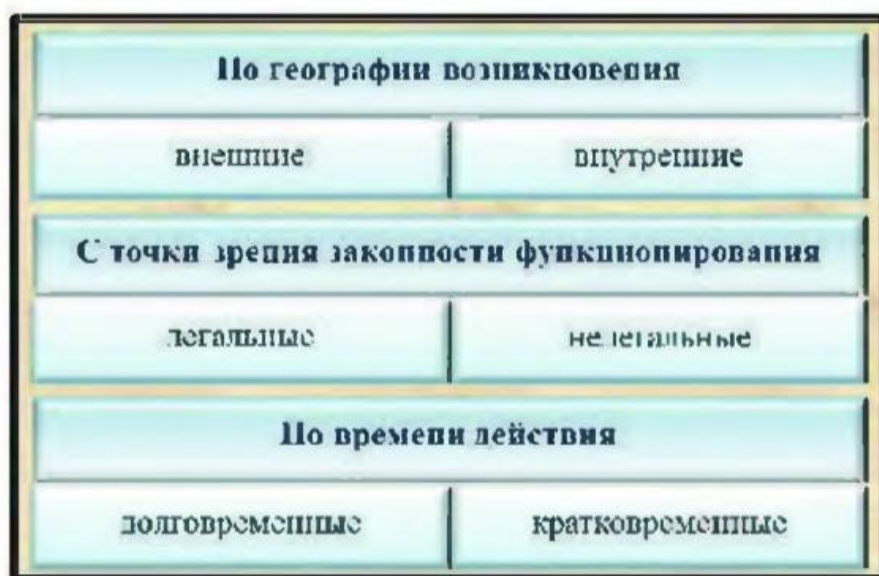 По географии возникновения
внешние внутренние
С точки зрения законности функционирования
легальные нелегальные
По времени действия
долговременные кратковременные